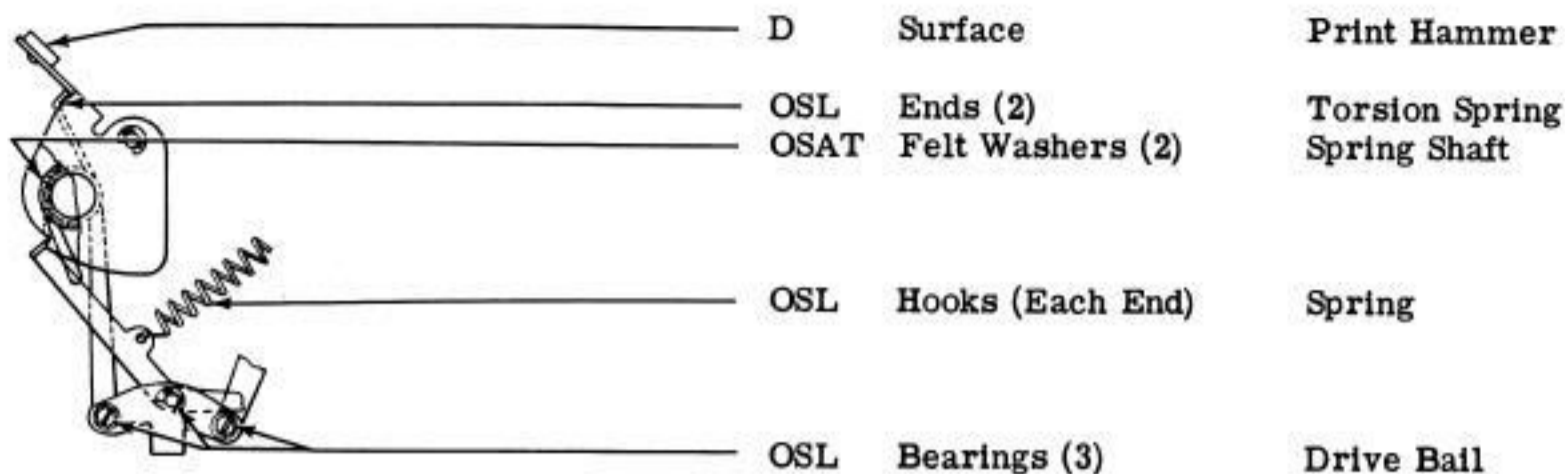 D Surface Print Hammer
OSL Ends (2) Torsion Spring
OSAT Felt Washers (2) Spring Shaft
OSL Hooks (Each End) Spring
OSL Bearings (3) Drive Bail